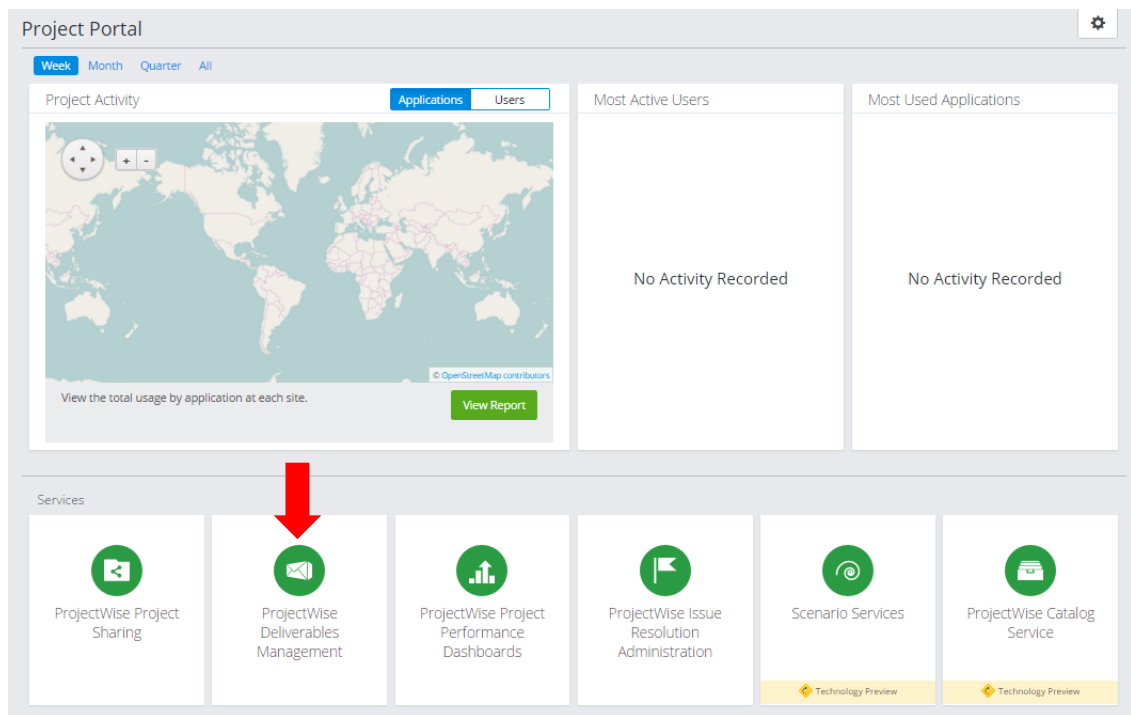 Project Portal
Week Month Quarter All
Project Activity
Applications Users
+ -
© OpenStreetMap contributors
View the total usage by application at each site.
View Report
Most Active Users
No Activity Recorded
Most Used Applications
No Activity Recorded
Services
ProjectWise Project
Sharing
ProjectWise
Deliverables
Management
ProjectWise Project
Performance
Dashboards
ProjectWise Issue
Resolution
Administration
Scenario Services
Technology Preview
ProjectWise Catalog
Service
Technology Preview